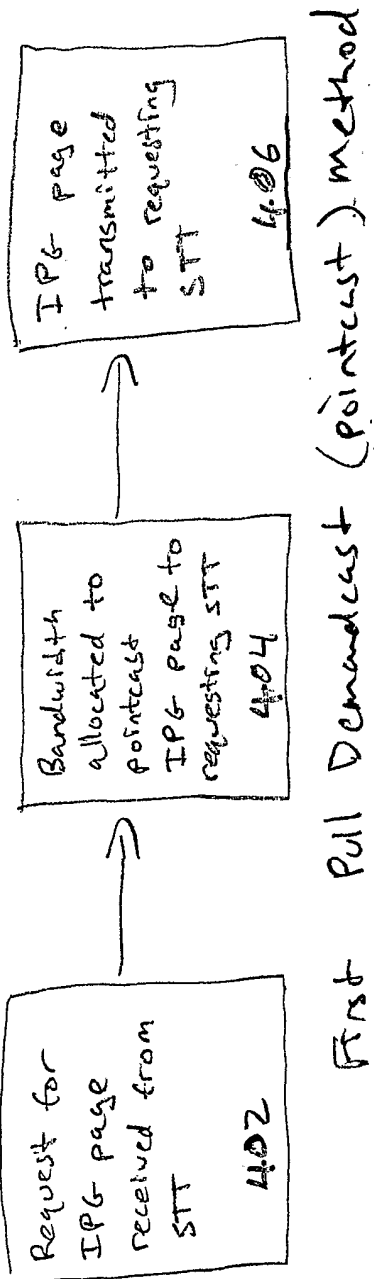 Request for
IPG page
received from
STT
402
Bandwidth
allocated to
pointcast
IPG page to
requesting STT
404
IPG page
transmitted
to requesting
STT
406
First Pull Demandcast (pointcast) method